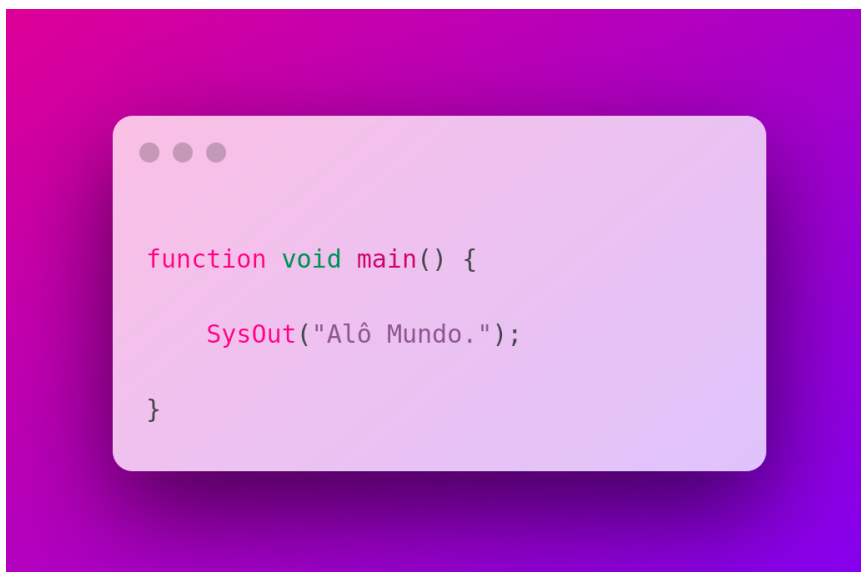 function void main() {
SysOut("Alô Mundo.");
}